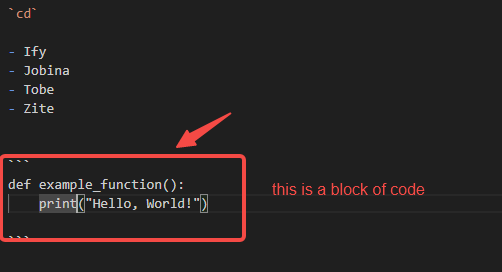 `cd`
- Ify
- Jobina
- Tobe
- Zite
```
def example_function():
print("Hello, World!")
this is a block of code
```